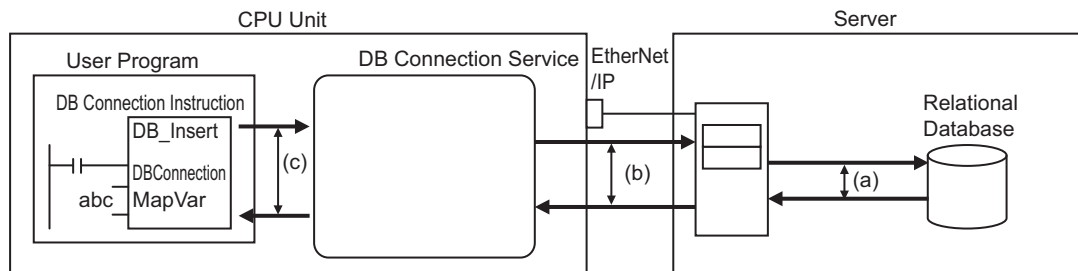 CPU Unit
Server
User Program
DB Connection Service
EtherNet
/IP
DB Connection Instruction
DB_Insert
DBConnection
abc
MapVar
(c)
(b)
(a)
Relational
Database